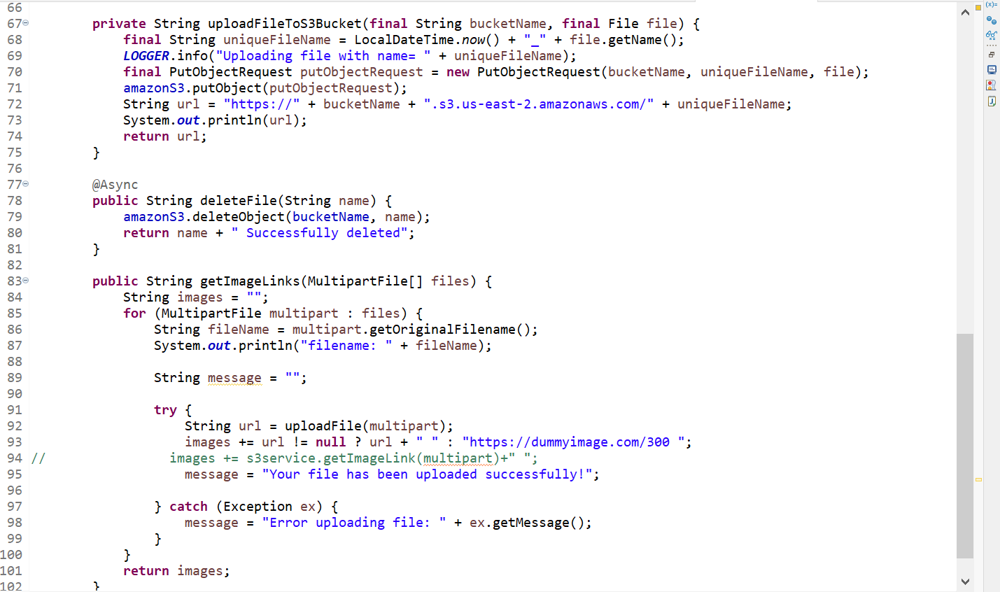 66
67 private String uploadFileToS3Bucket(final String bucketName, final File file) {
68 final String uniqueFileName = LocalDateTime.now() + "_" + file.getName();
69 LOGGER.info("Uploading file with name= " + uniqueFileName);
70 final PutObjectRequest putObjectRequest = new PutObjectRequest(bucketName, uniqueFileName, file);
71 amazonS3.putObject(putObjectRequest);
72 String url = "https://" + bucketName + ".s3.us-east-2.amazonaws.com/" + uniqueFileName;
73 System.out.println(url);
74 return url;
75 }
76
77 @Async
78 public String deleteFile(String name) {
79 amazonS3.deleteObject(bucketName, name);
80 return name + " Successfully deleted";
81 }
82
83 public String getImageLinks(MultipartFile[] files) {
84 String images = "";
85 for (MultipartFile multipart : files) {
86 String fileName = multipart.getOriginalFilename();
87 System.out.println("filename: " + fileName);
88
89 String message = "";
90
91 try {
92 String url = uploadFile(multipart);
93 images += url != null ? url + " " : "https://dummyimage.com/300 ";
94 // images += s3service.getImageLink(multipart)+" ";
95 message = "Your file has been uploaded successfully!";
96
97 } catch (Exception ex) {
98 message = "Error uploading file: " + ex.getMessage();
99 }
100 }
101 return images;
102 }